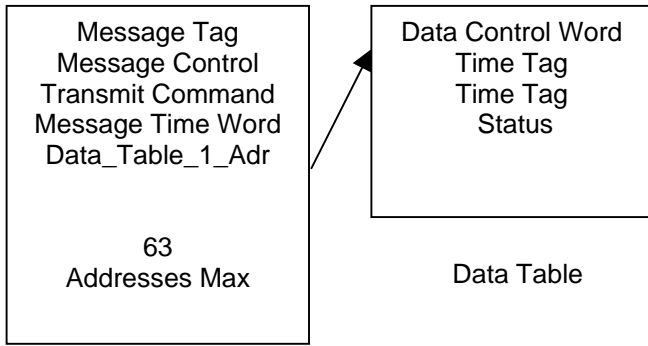 Message Tag
Message Control
Transmit Command
Message Time Word
Data_Table_1_Adr
63
Addresses Max
Data Control Word
Time Tag
Time Tag
Status
Data Table